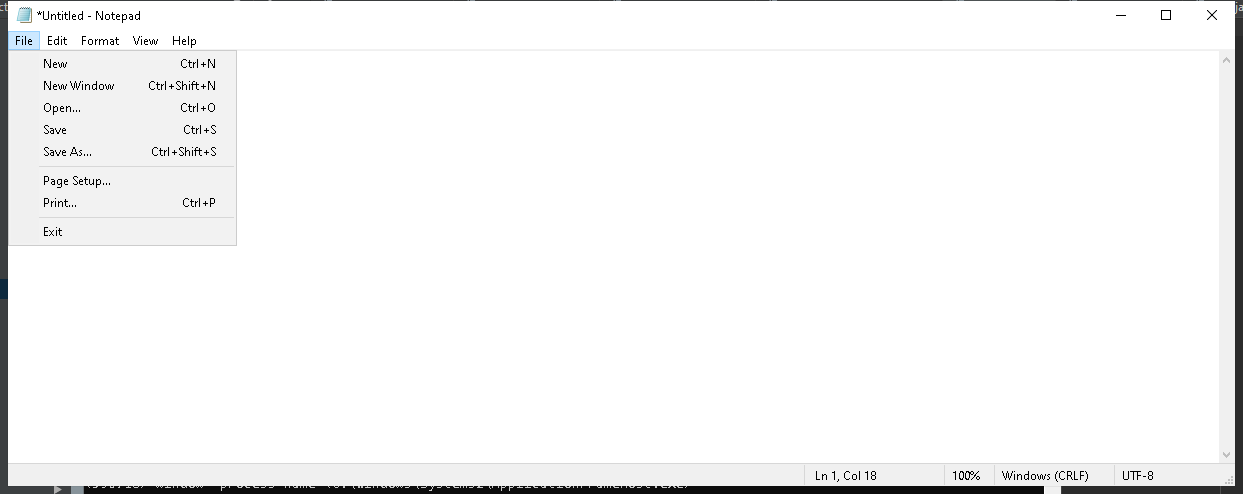 *Untitled - Notepad
File Edit Format View Help
New Ctrl+N
New Window Ctrl+Shift+N
Open... Ctrl+O
Save Ctrl+S
Save As... Ctrl+Shift+S
Page Setup...
Print... Ctrl+P
Exit
Ln 1, Col 18 100% Windows (CRLF) UTF-8